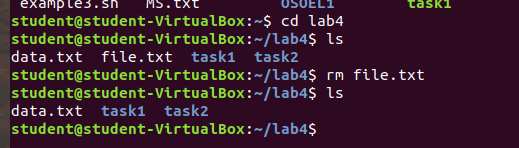 example3.sh MS.txt OSOEL1 task1
student@student-VirtualBox:~$ cd lab4
student@student-VirtualBox:~/lab4$ ls
data.txt file.txt task1 task2
student@student-VirtualBox:~/lab4$ rm file.txt
student@student-VirtualBox:~/lab4$ ls
data.txt task1 task2
student@student-VirtualBox:~/lab4$